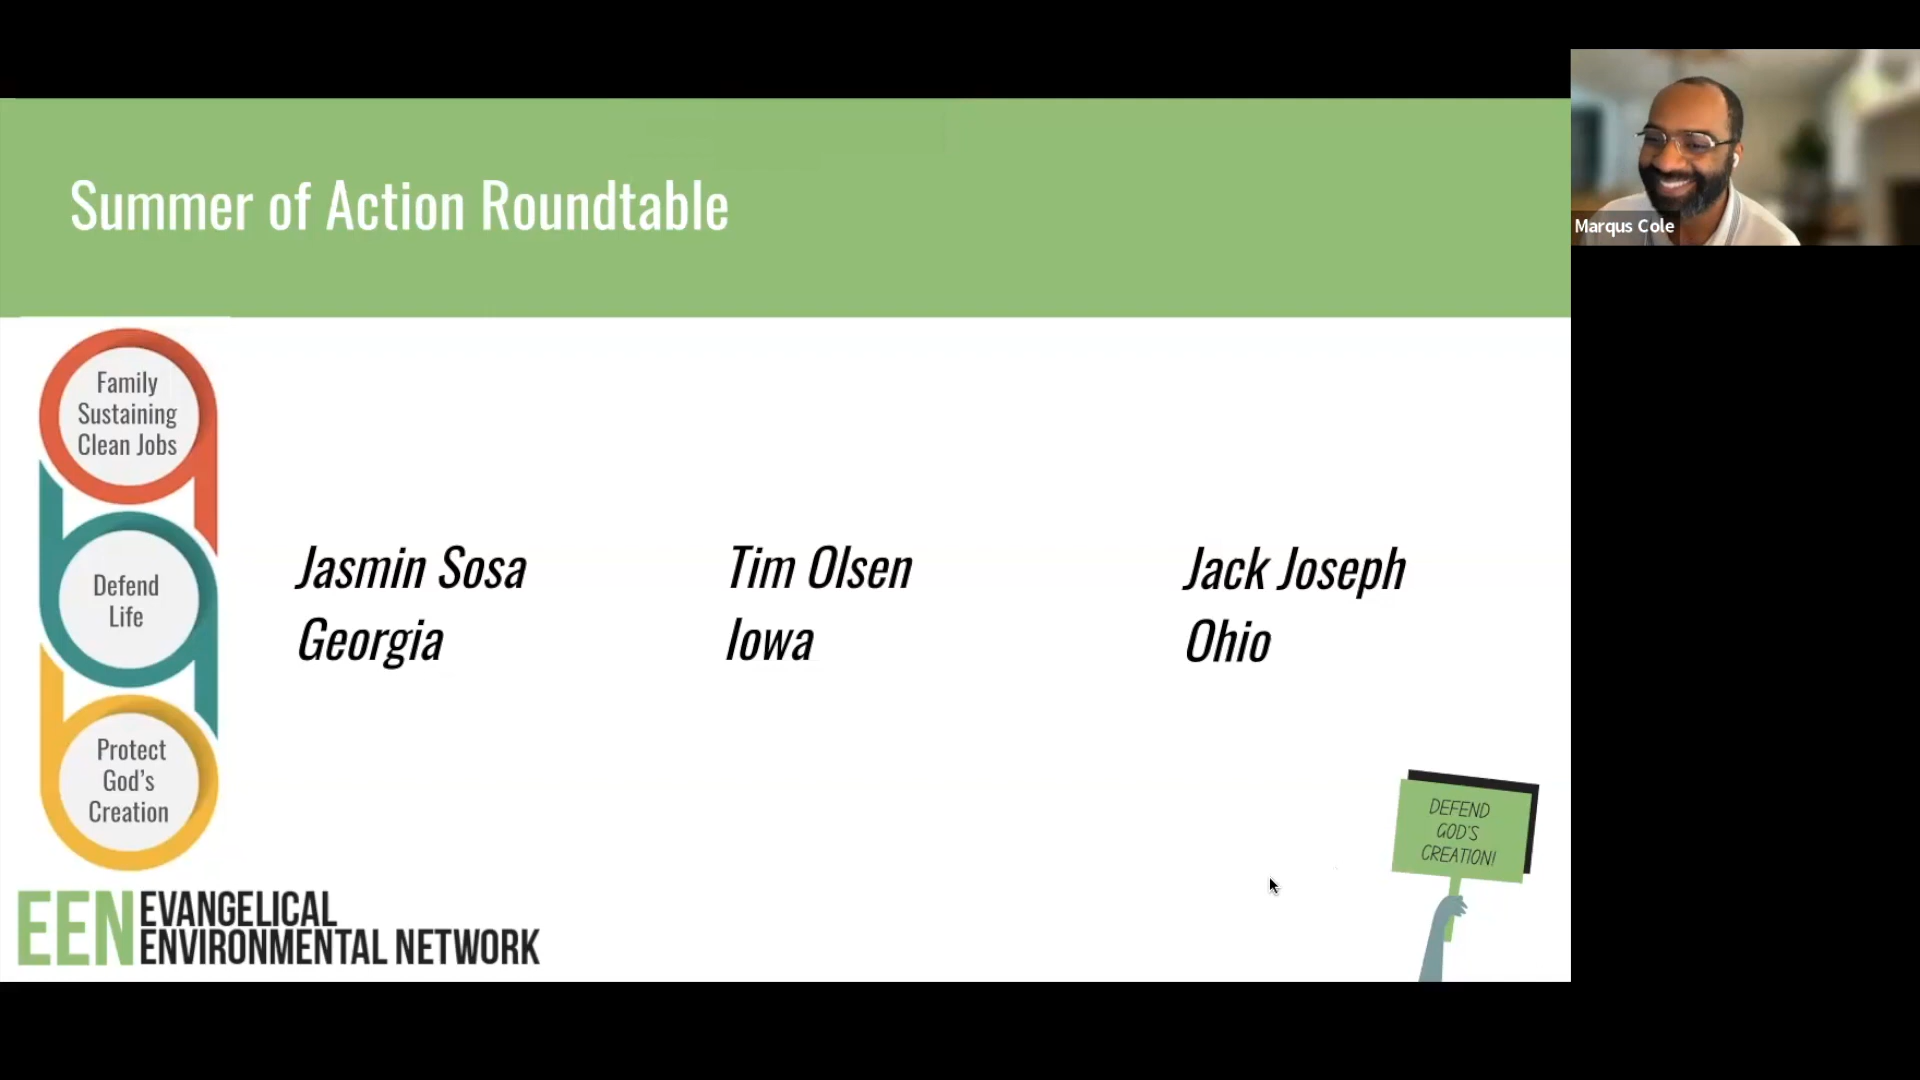 Summer of Action Roundtable
Marqus Cole
Family
Sustaining
Clean Jobs
Defend
Life
Protect
God's
Creation
Jasmin Sosa
Georgia
Tim Olsen
Iowa
Jack Joseph
Ohio
DEFEND
GOD'S
CREATION!
EEN EVANGELICAL
ENVIRONMENTAL NETWORK